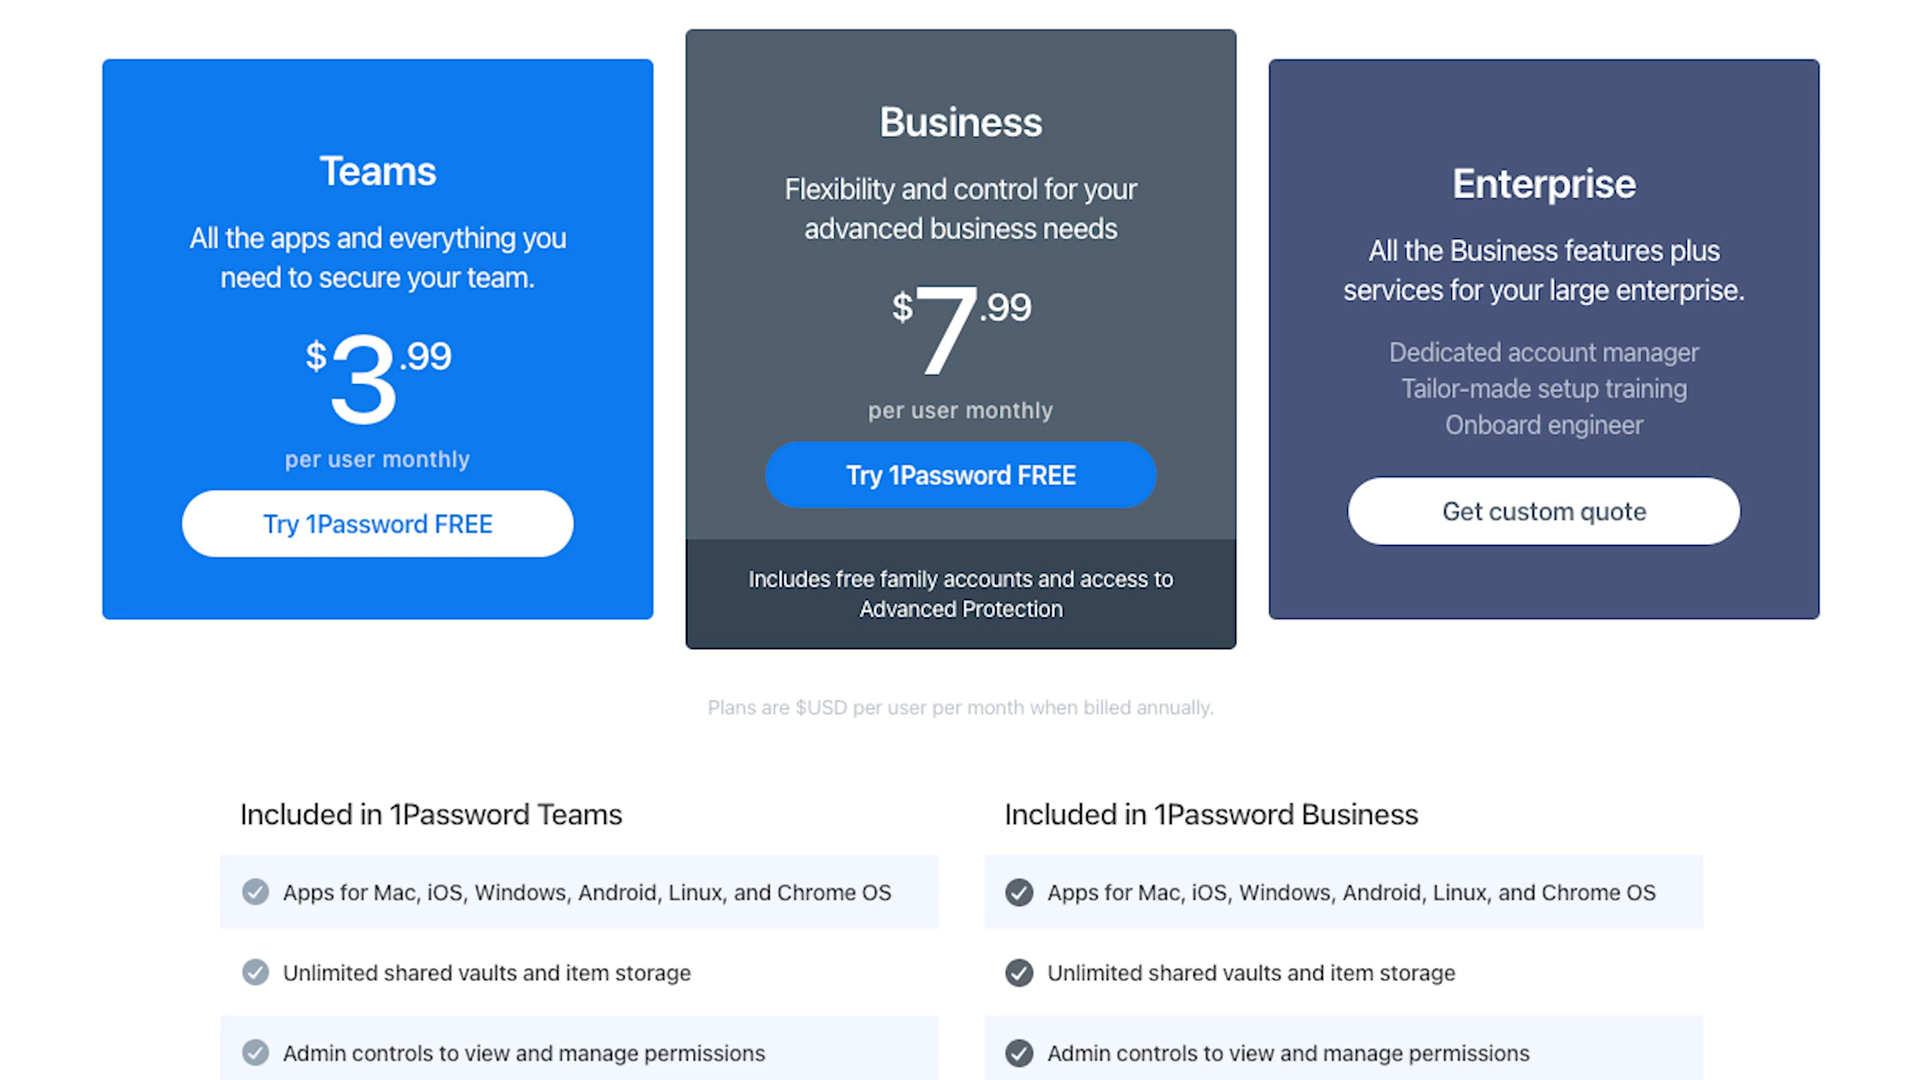 Teams
All the apps and everything you
need to secure your team.
$3.99
per user monthly
Try 1Password FREE
Business
Flexibility and control for your
advanced business needs
$7.99
per user monthly
Try 1Password FREE
Includes free family accounts and access to
Advanced Protection
Enterprise
All the Business features plus
services for your large enterprise.
Dedicated account manager
Tailor-made setup training
Onboard engineer
Get custom quote
Plans are $USD per user per month when billed annually.
Included in 1Password Teams
Apps for Mac, iOS, Windows, Android, Linux, and Chrome OS
Unlimited shared vaults and item storage
Admin controls to view and manage permissions
Included in 1Password Business
Apps for Mac, iOS, Windows, Android, Linux, and Chrome OS
Unlimited shared vaults and item storage
Admin controls to view and manage permissions